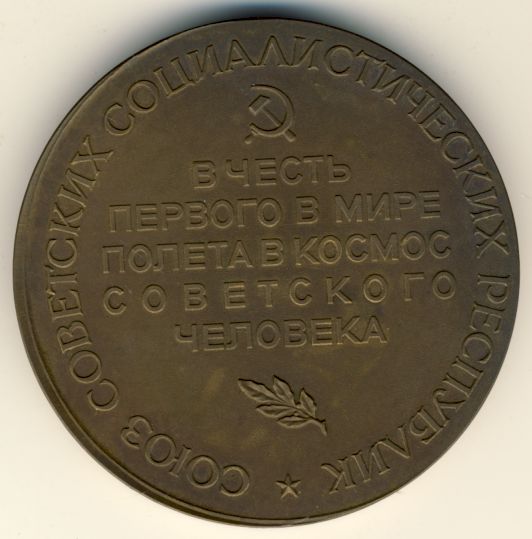 СОЮЗ СОВЕТСКИХ СОЦИАЛИСТИЧЕСКИХ РЕСПУБЛИК
В ЧЕСТЬ
ПЕРВОГО В МИРЕ
ПОЛЕТА В КОСМОС
СОВЕТСКОГО
ЧЕЛОВЕКА